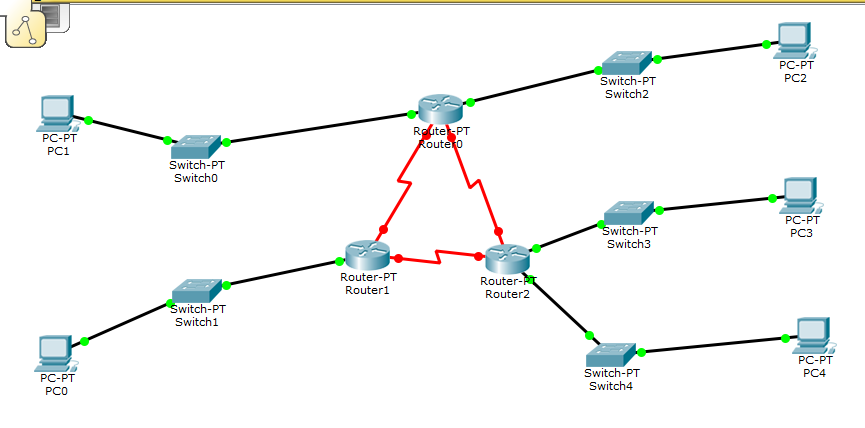 PC-PT
PC2
Switch-PT
Switch2
PC-PT
PC1
Router-PT
Router0
Switch-PT
Switch0
PC-PT
PC3
Switch-PT
Switch3
Router-PT
Router1
Router-PT
Router2
Switch-PT
Switch1
PC-PT
PC0
Switch-PT
Switch4
PC-PT
PC4